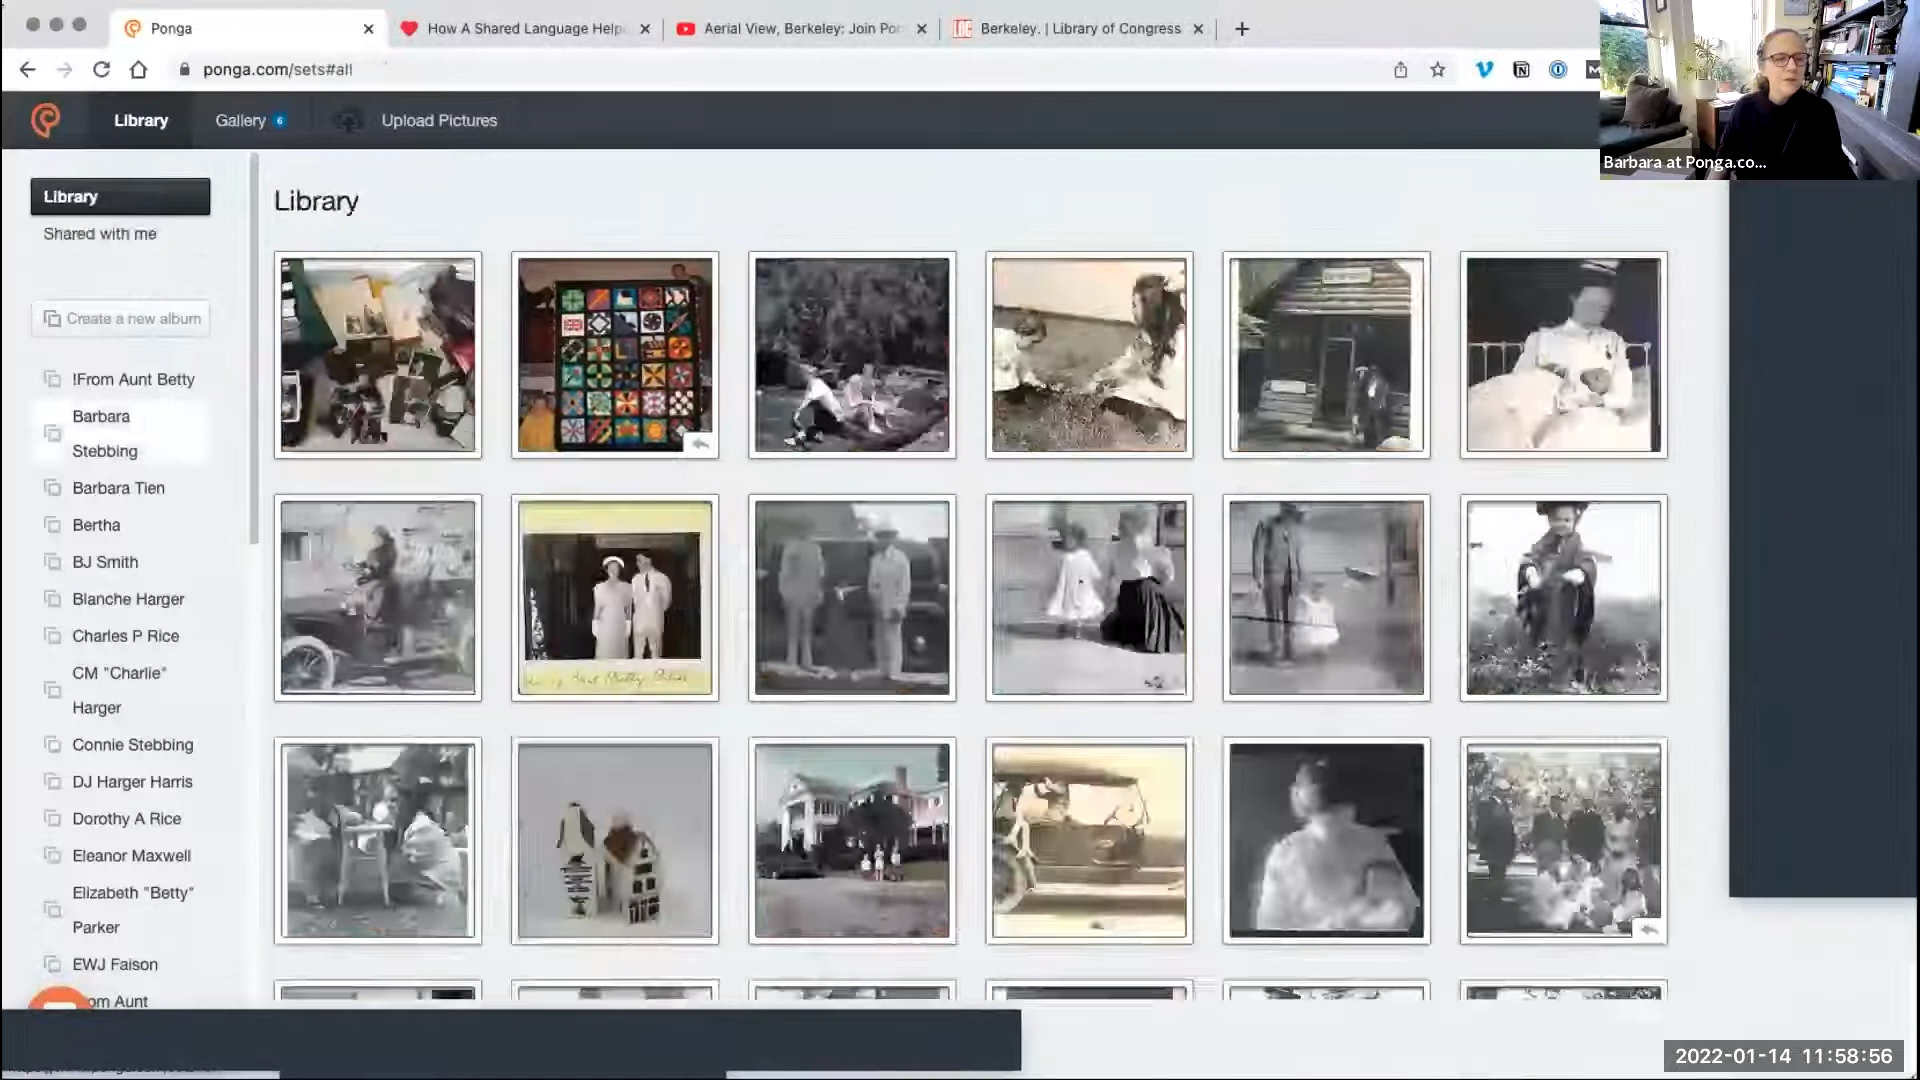 Ponga
How A Shared Language Help
Aerial View, Berkeley: Join Pon
Berkeley. | Library of Congress
ponga.com/sets#all
Library
Gallery 6
Upload Pictures
Barbara at Ponga.co...
Library
Shared with me
Create a new album
!From Aunt Betty
Barbara
Stebbing
Barbara Tien
Bertha
BJ Smith
Blanche Harger
Charles P Rice
CM "Charlie"
Harger
Connie Stebbing
DJ Harger Harris
Dorothy A Rice
Eleanor Maxwell
Elizabeth "Betty"
Parker
EWJ Faison
om Aunt
Library
2022-01-14 11:58:56